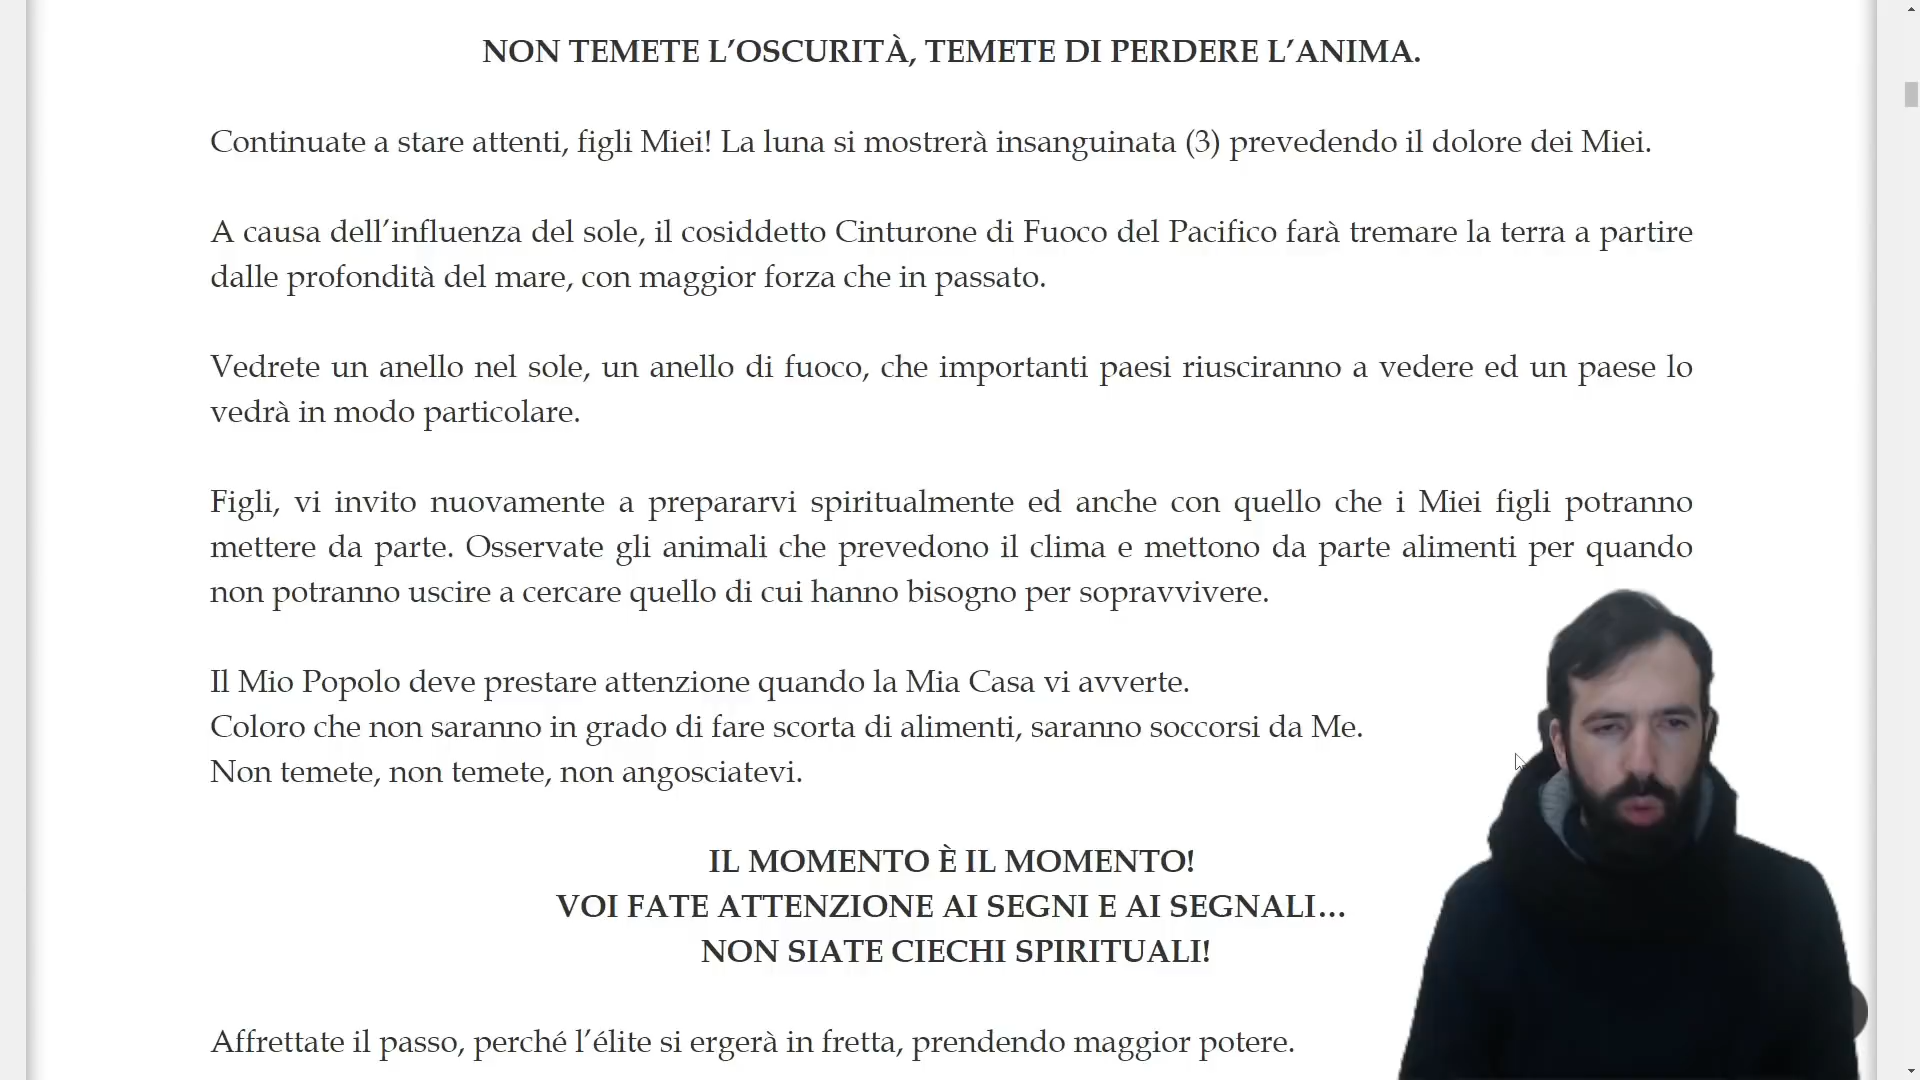 NON TEMETE L’OSCURITÀ, TEMETE DI PERDERE L’ANIMA.
Continuate a stare attenti, figli Miei! La luna si mostrerà insanguinata (3) prevedendo il dolore dei Miei.
A causa dell’influenza del sole, il cosiddetto Cinturone di Fuoco del Pacifico farà tremare la terra a partire
dalle profondità del mare, con maggior forza che in passato.
Vedrete un anello nel sole, un anello di fuoco, che importanti paesi riusciranno a vedere ed un paese lo
vedrà in modo particolare.
Figli, vi invito nuovamente a prepararvi spiritualmente ed anche con quello che i Miei figli potranno
mettere da parte. Osservate gli animali che prevedono il clima e mettono da parte alimenti per quando
non potranno uscire a cercare quello di cui hanno bisogno per sopravvivere.
Il Mio Popolo deve prestare attenzione quando la Mia Casa vi avverte.
Coloro che non saranno in grado di fare scorta di alimenti, saranno soccorsi da Me.
Non temete, non temete, non angosciatevi.
IL MOMENTO È IL MOMENTO!
VOI FATE ATTENZIONE AI SEGNI E AI SEGNALI…
NON SIATE CIECHI SPIRITUALI!
Affrettate il passo, perché l’élite si ergerà in fretta, prendendo maggior potere.